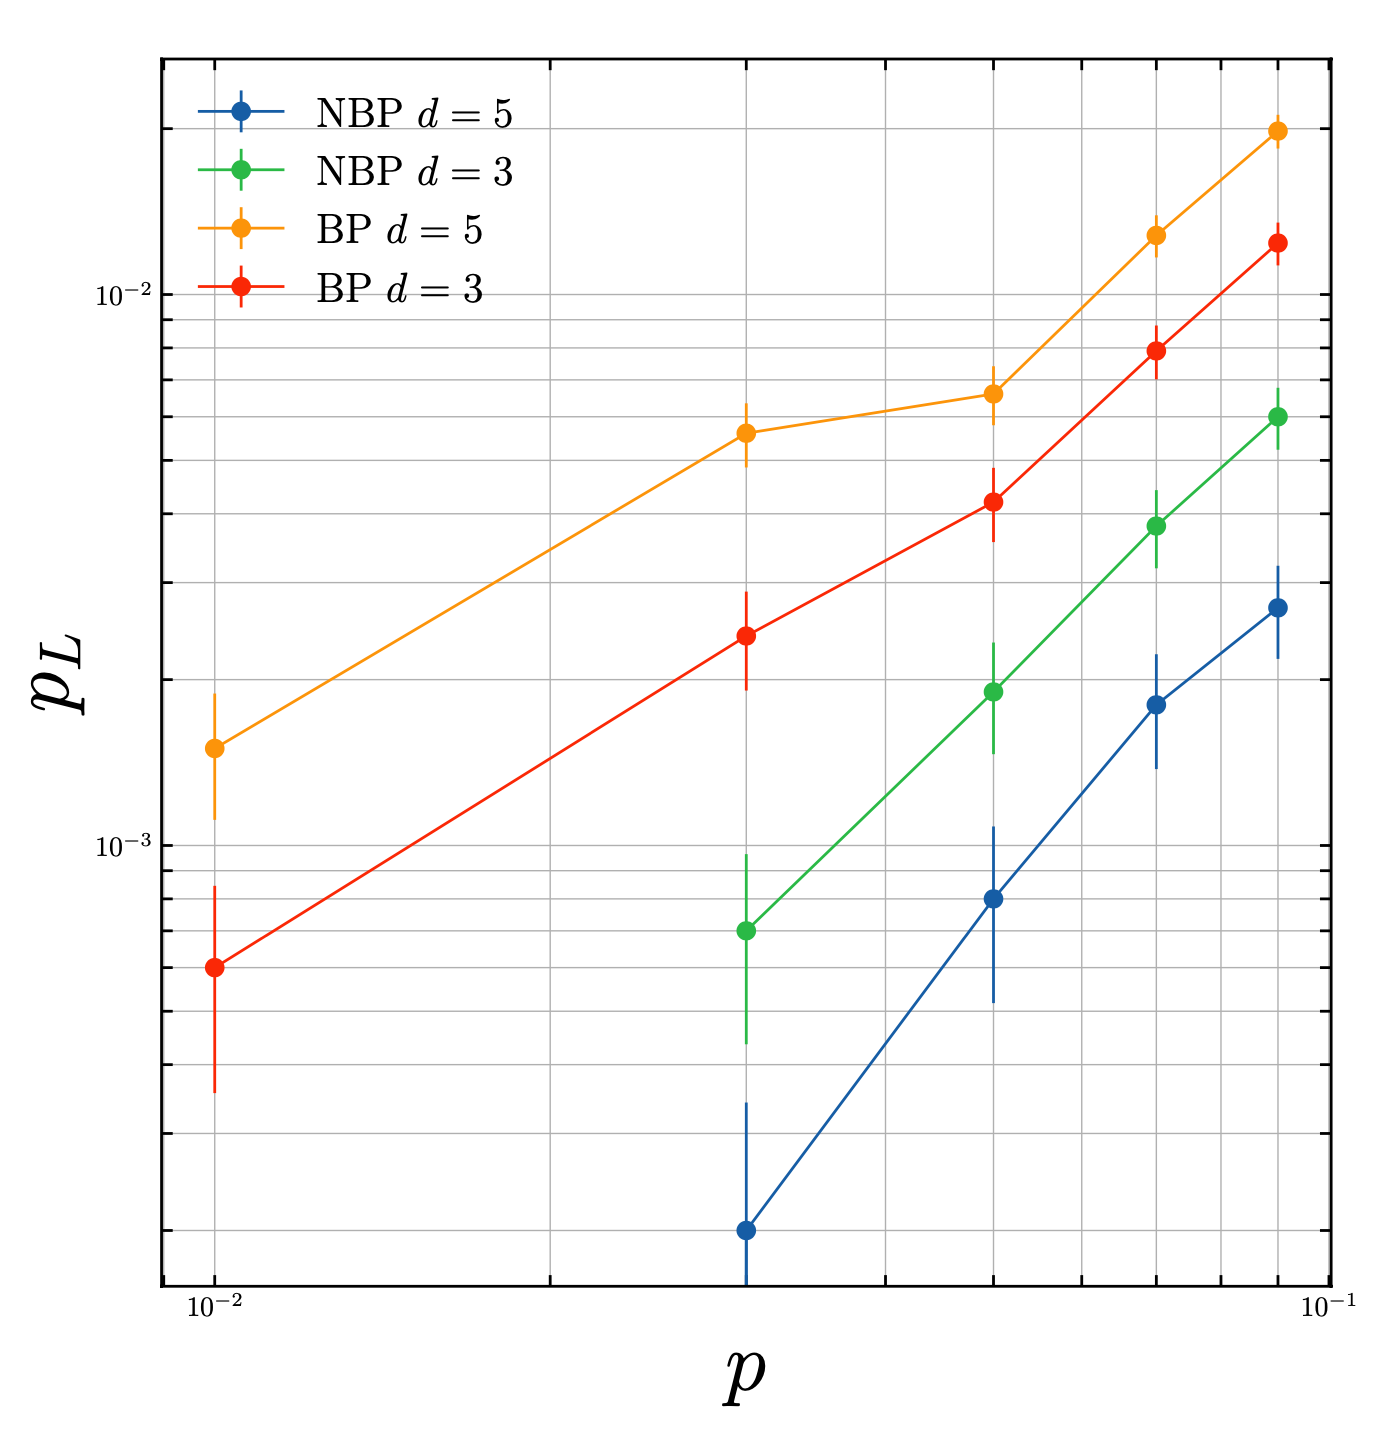 NBP d = 5
NBP d = 3
BP d = 5
BP d = 3
10⁻²
10⁻³
p_L
10⁻²
10⁻¹
p